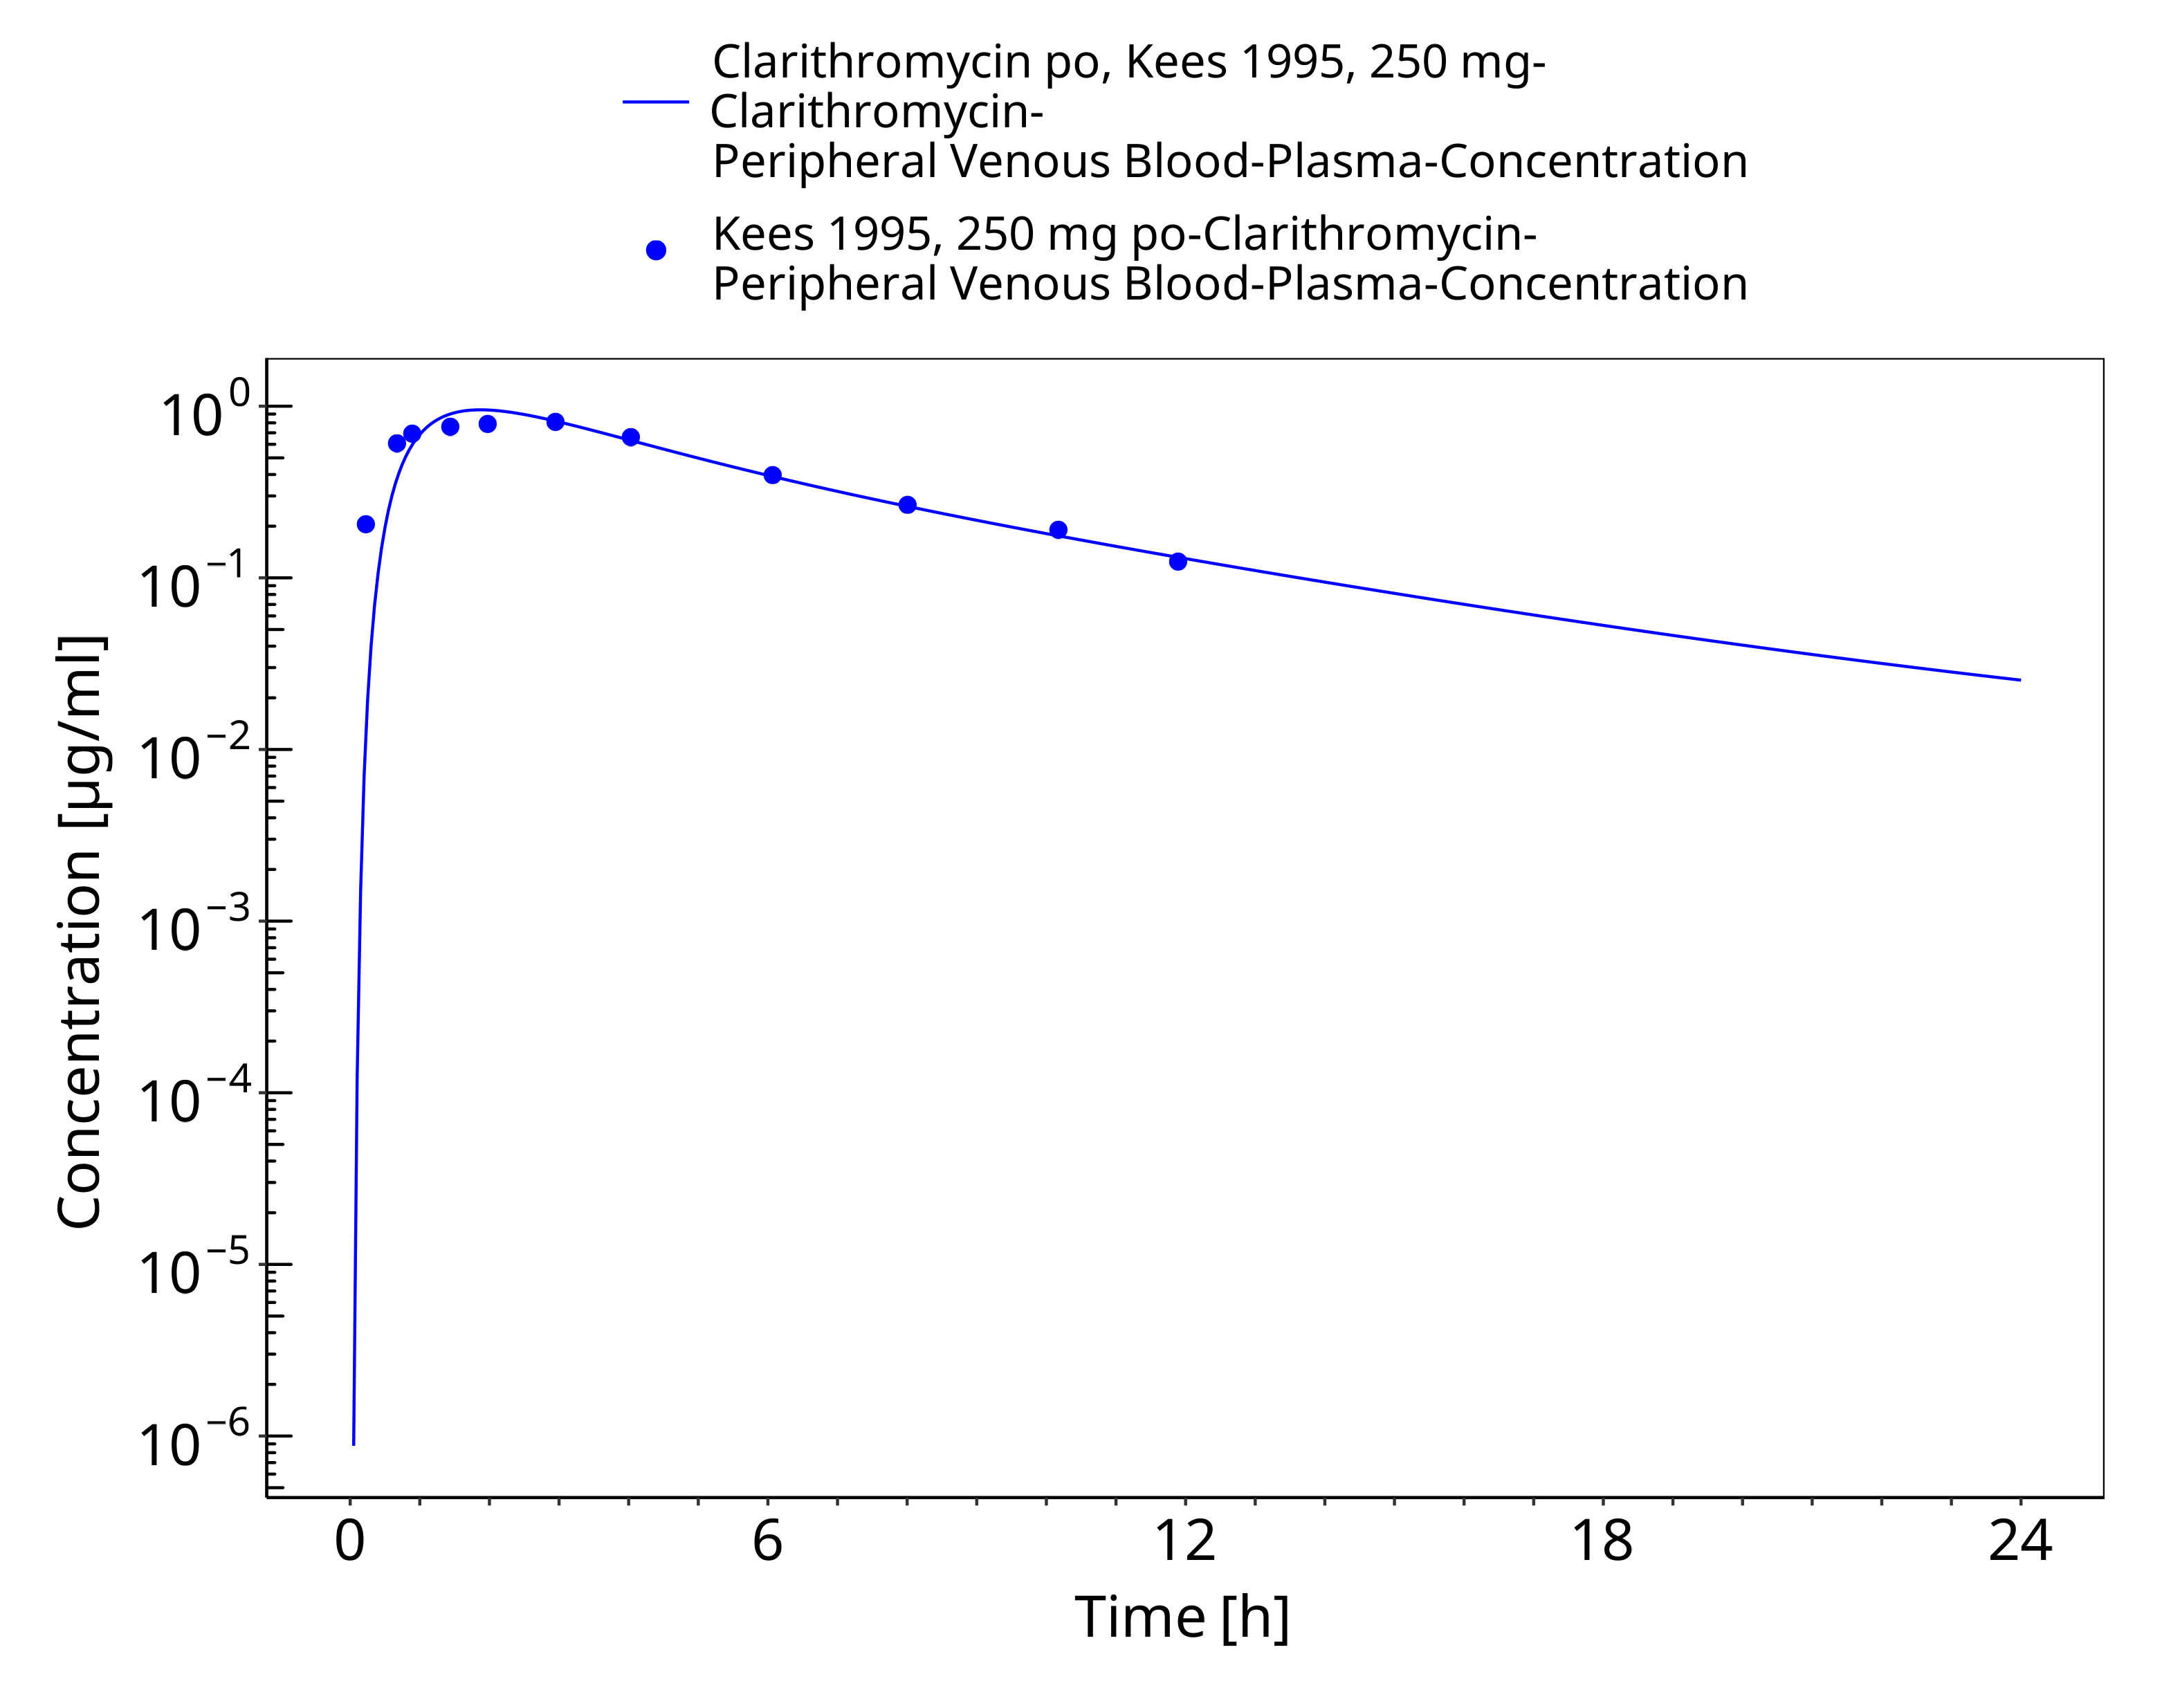 Clarithromycin po, Kees 1995, 250 mg-
Clarithromycin-
Peripheral Venous Blood-Plasma-Concentration
Kees 1995, 250 mg po-Clarithromycin-
Peripheral Venous Blood-Plasma-Concentration
Concentration [µg/ml]
10⁰
10⁻¹
10⁻²
10⁻³
10⁻⁴
10⁻⁵
10⁻⁶
0 6 12 18 24
Time [h]